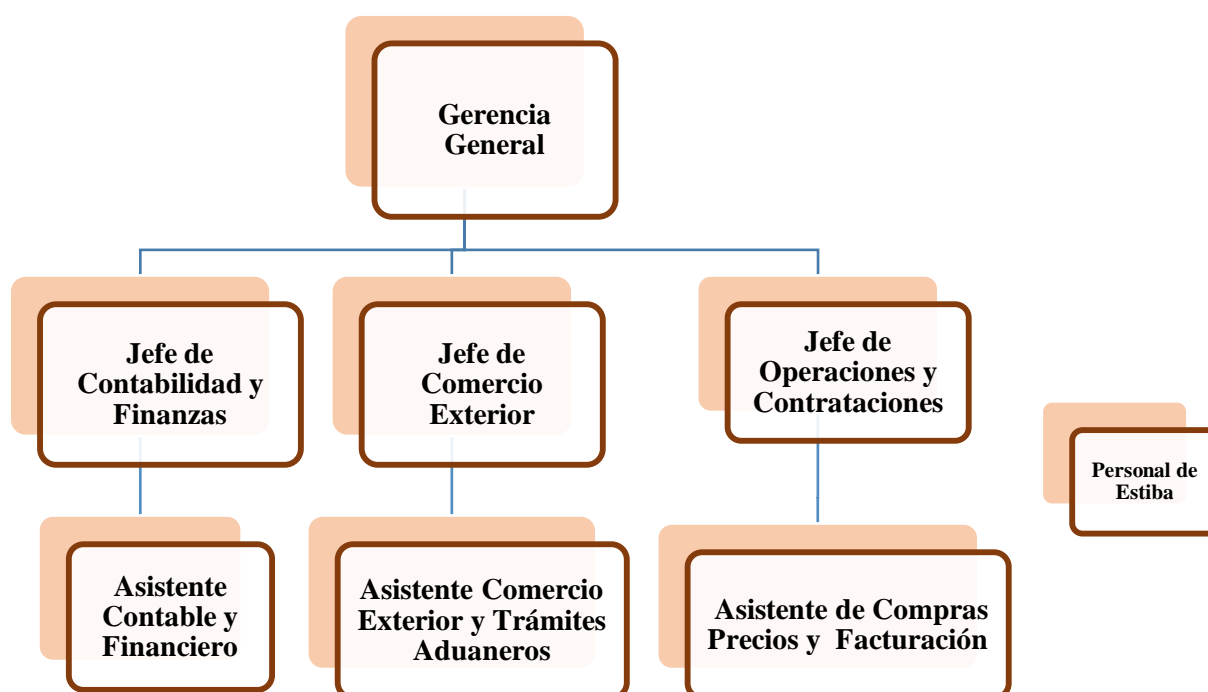 Gerencia
General
Jefe de
Contabilidad y
Finanzas
Jefe de
Comercio
Exterior
Jefe de
Operaciones y
Contrataciones
Personal de
Estiba
Asistente
Contable y
Financiero
Asistente Comercio
Exterior y Trámites
Aduaneros
Asistente de Compras
Precios y Facturación